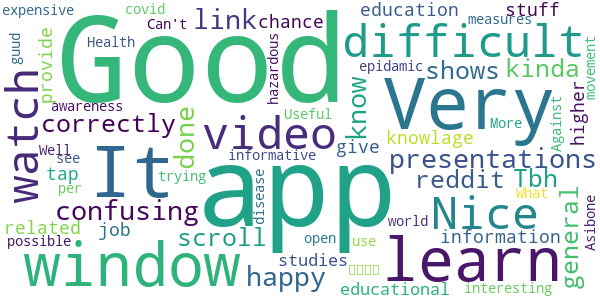 expensive
covid
Can't
link
chance
education
stuff
measures
guud
Health
Good
difficult
provide
hazardous
epidamic
shows
kinda
movement
watch
awareness
correctly
done
video
know
Very
Useful
knowlage
More
Against
higher
Well
see
It
informative
give
presentations
What
tap
per
trying
app
reddit
Tbh
confusing
disease
Nice
general
world
Asibone
related
job
scroll
information
possible
window
studies
open
learn
happy
use
educational
interesting